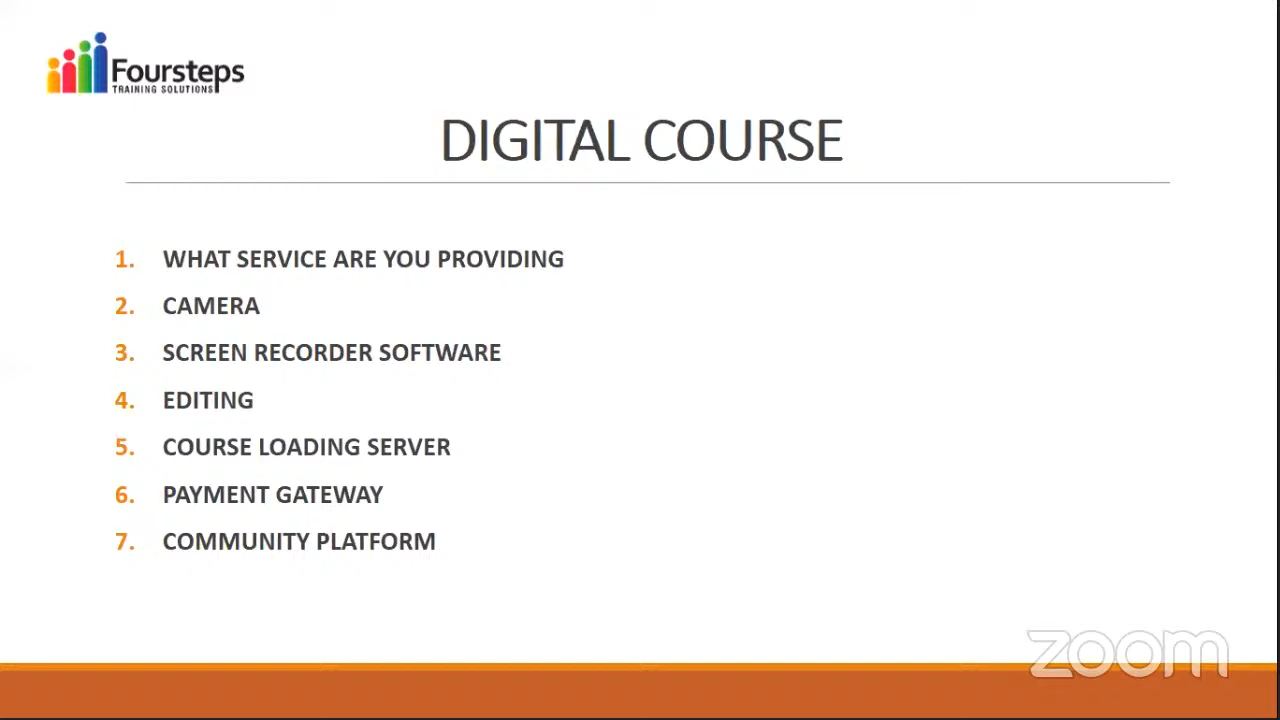 Foursteps
TRAINING SOLUTIONS
DIGITAL COURSE
1. WHAT SERVICE ARE YOU PROVIDING
2. CAMERA
3. SCREEN RECORDER SOFTWARE
4. EDITING
5. COURSE LOADING SERVER
6. PAYMENT GATEWAY
7. COMMUNITY PLATFORM
zoom